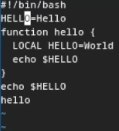 #!/bin/bash
HELLO=Hello
function hello {
  LOCAL HELLO=World
  echo $HELLO
}
echo $HELLO
hello
~
~